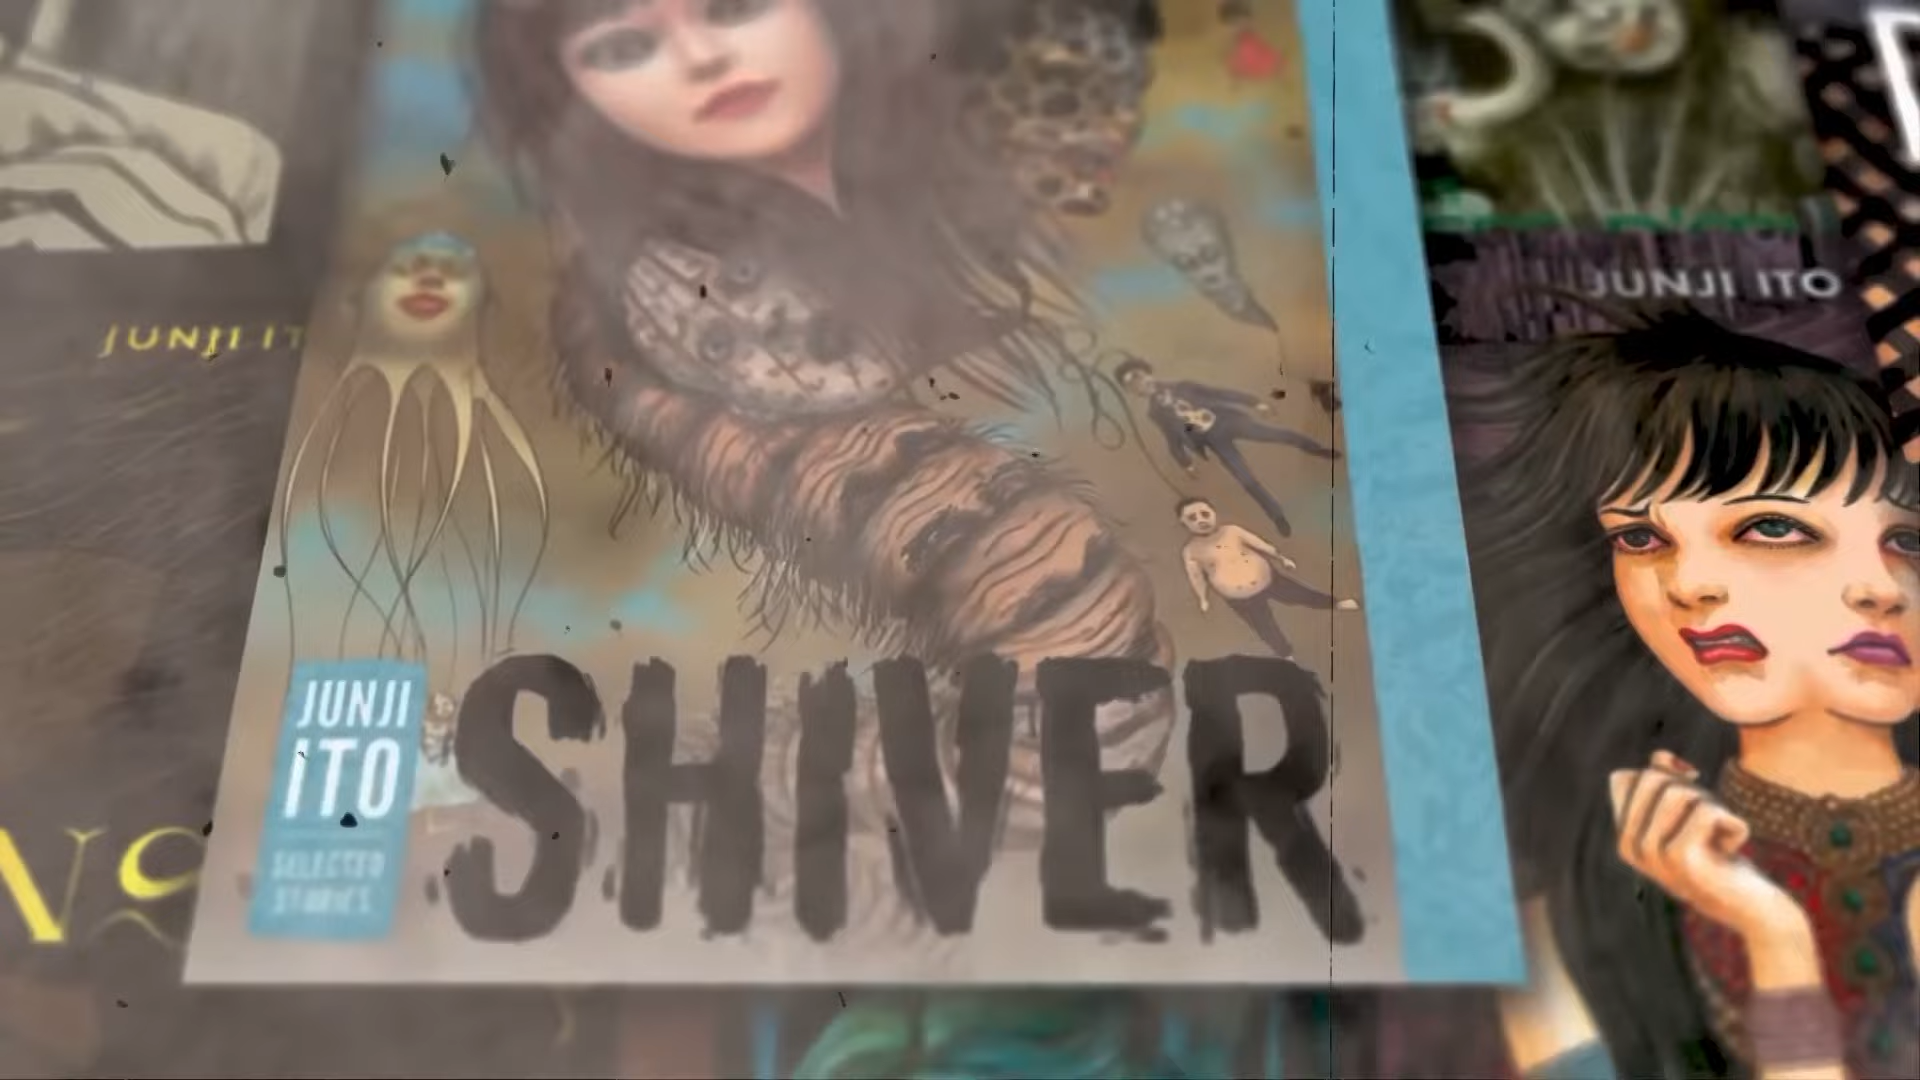 JUNJI IT
JUNJI
ITO
SELECTED
STORIES
SHIVER
JUNJI ITO